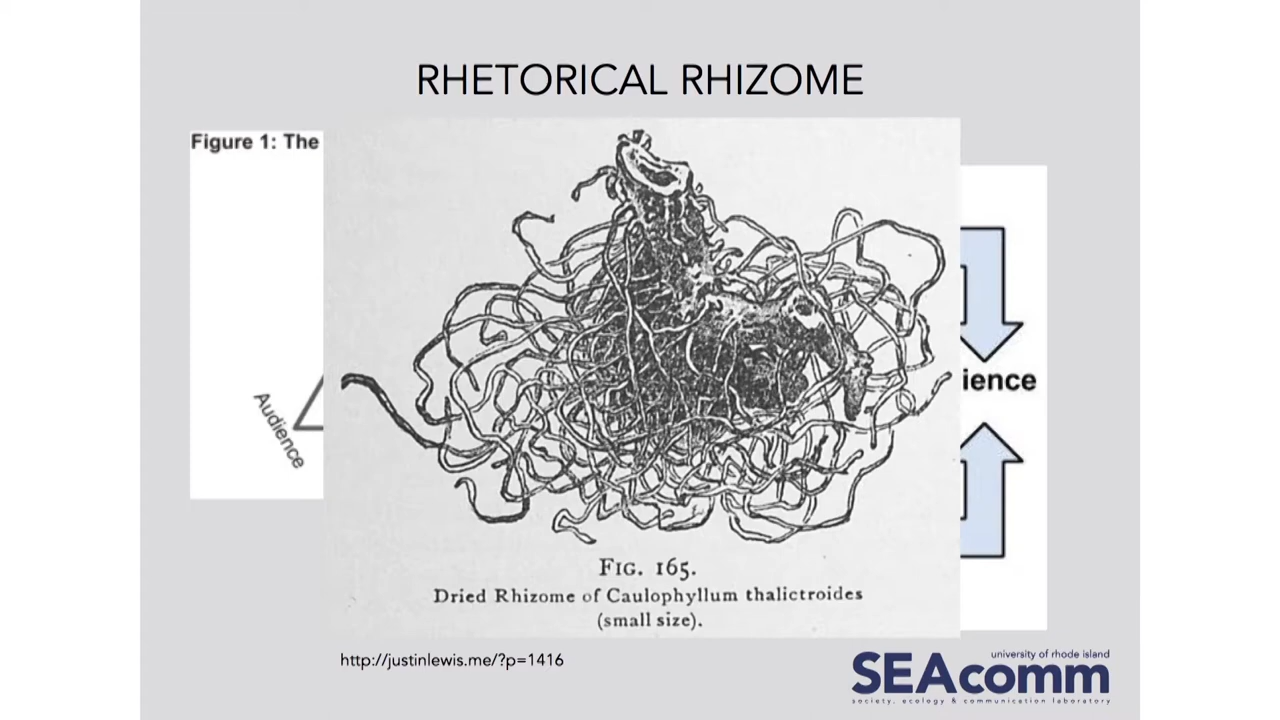 RHETORICAL RHIZOME
Figure 1: The
Audience
ience
FIG. 165.
Dried Rhizome of Caulophyllum thalictroides
(small size).
http://justinlewis.me/?p=1416
university of rhode island
SEAcomm
society, ecology & communication laboratory